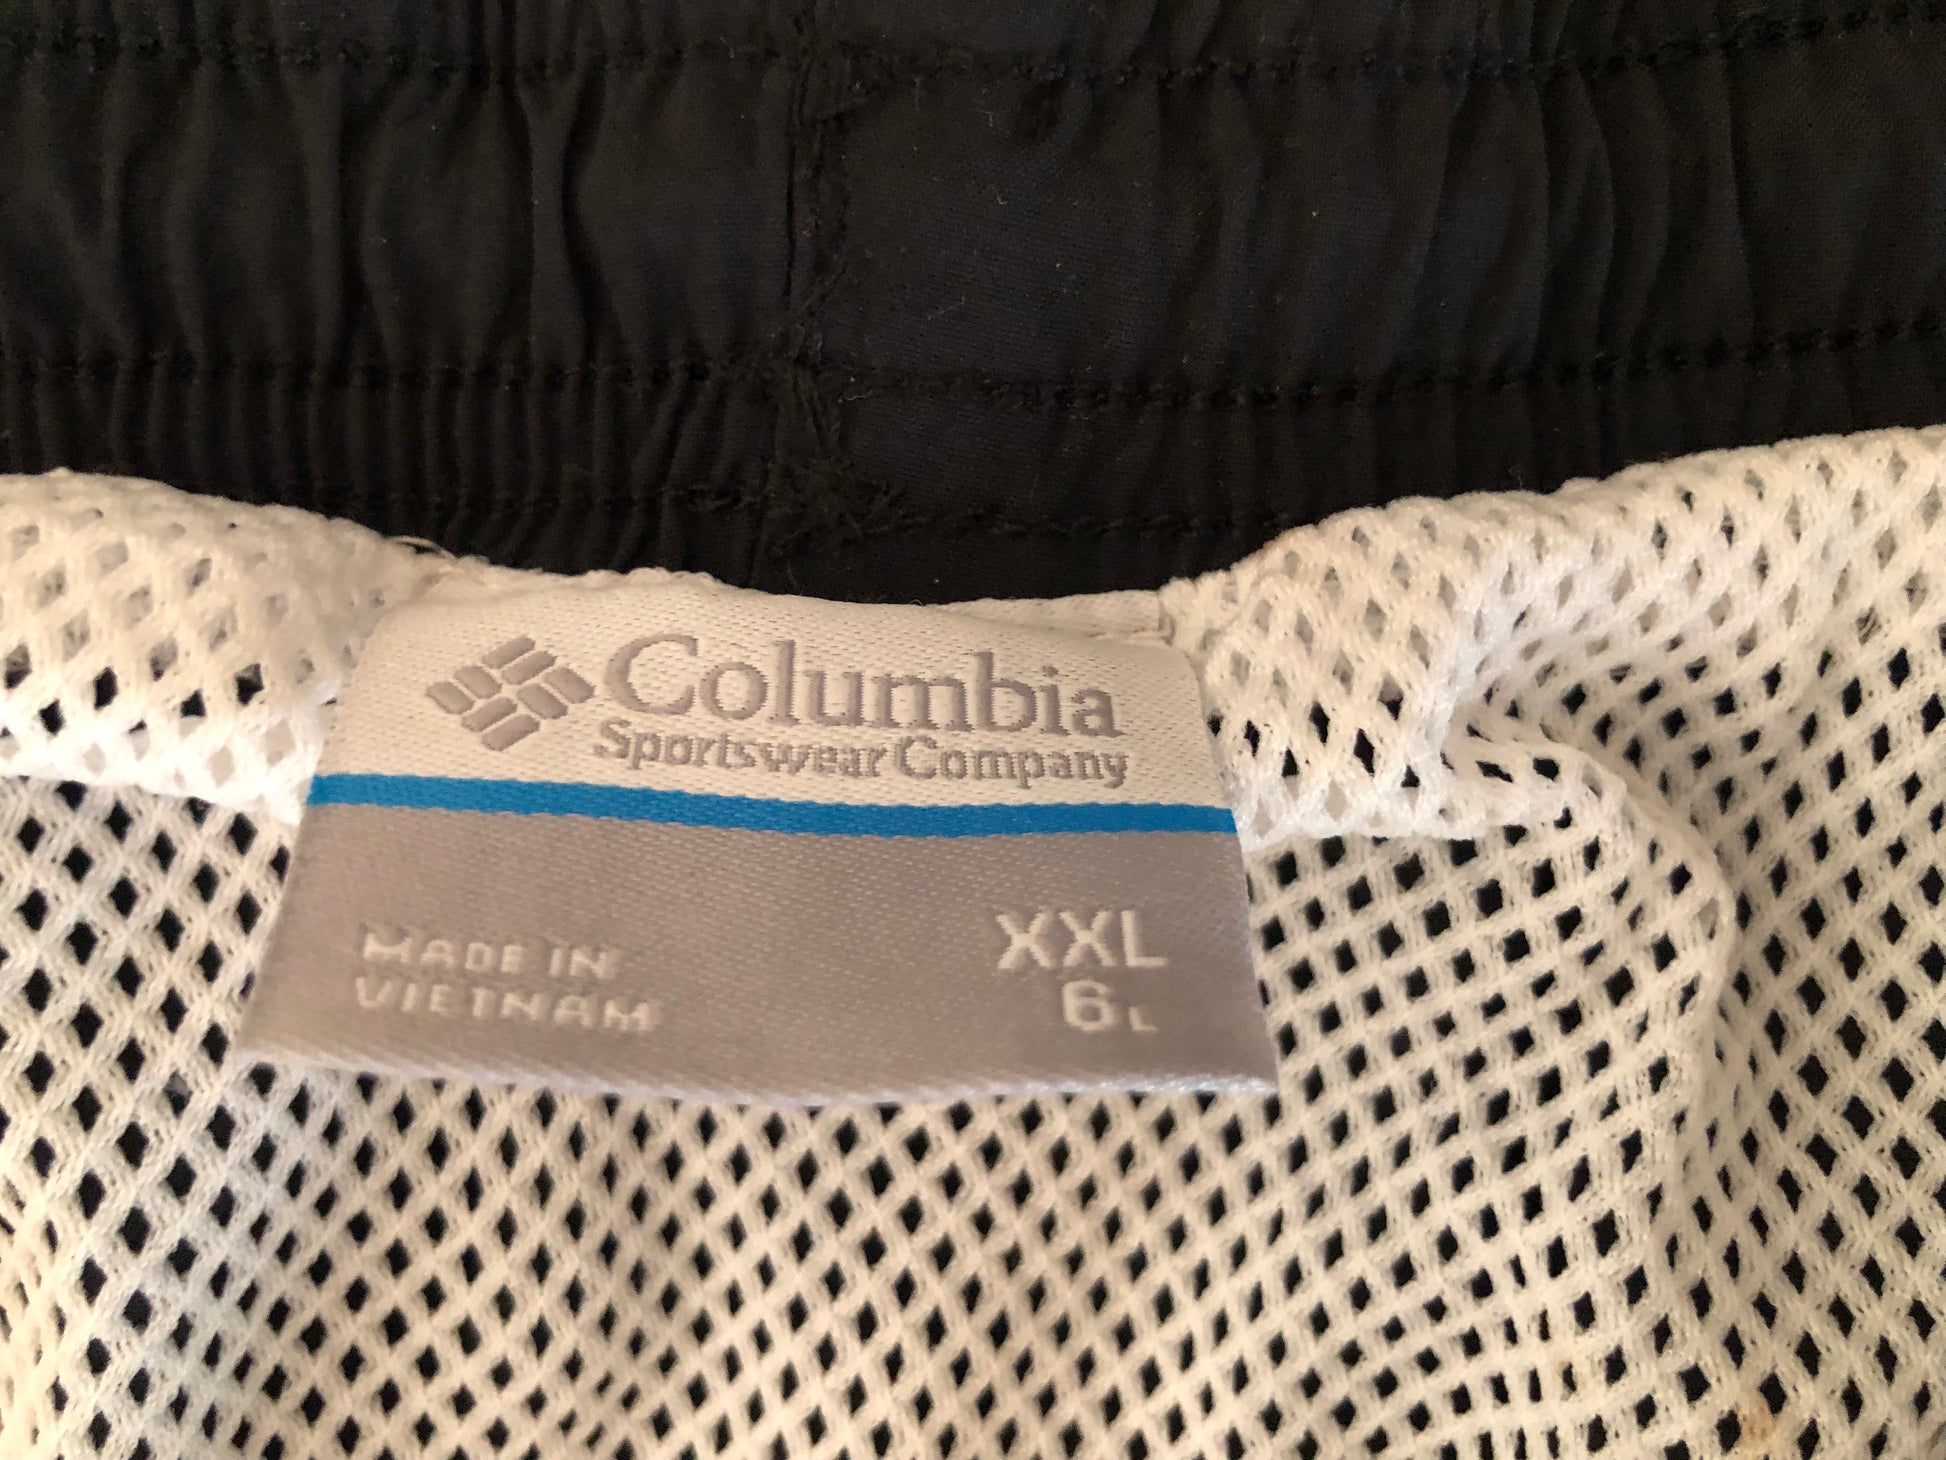 Columbia
Sportswear Company
MADE IN
VIETNAM
XXL
6L